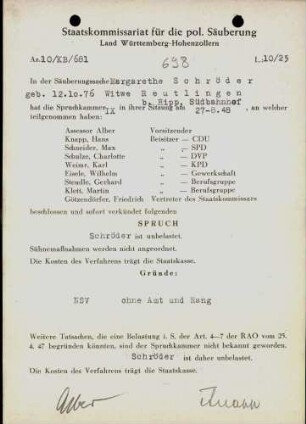 Staatskommissariat für die pol. Säuberung
Land Württemberg-Hohenzollern
Az. 10/KB/681
698
L.10/25
In der Säuberungssache Margarethe Schröder
geb. 12.10.76 Witwe Reutlingen
b. Hipp, Südbahnhof
hat die Spruchkammer IX in ihrer Sitzung am 27-8.48, an welcher
teilgenommen haben:
Assessor Alber Vorsitzender
Knapp, Hans Beisitzer – CDU
Schneider, Max „ – SPD
Schulze, Charlotte „ – DVP
Weimar, Karl „ – KPD
Eisele, Wilhelm „ – Gewerkschaft
Steudle, Gerhard „ – Berufsgruppe
Klett, Martin „ – Berufsgruppe
Götzendörfer, Friedrich Vertreter des Staatskommissars
beschlossen und sofort verkündet folgenden
SPRUCH
Schröder ist unbelastet.
Sühnemaßnahmen werden nicht angeordnet.
Die Kosten des Verfahrens trägt die Staatskasse.
Gründe:
NSV ohne Amt und Rang
Weitere Tatsachen, die eine Belastung i. S. der Art. 4—7 der RAO vom 25.
4. 47 begründen könnten, sind der Spruchkammer nicht bekannt geworden.
Schröder ist daher unbelastet.
Die Kosten des Verfahrens trägt die Staatskasse.
Alber Knapp